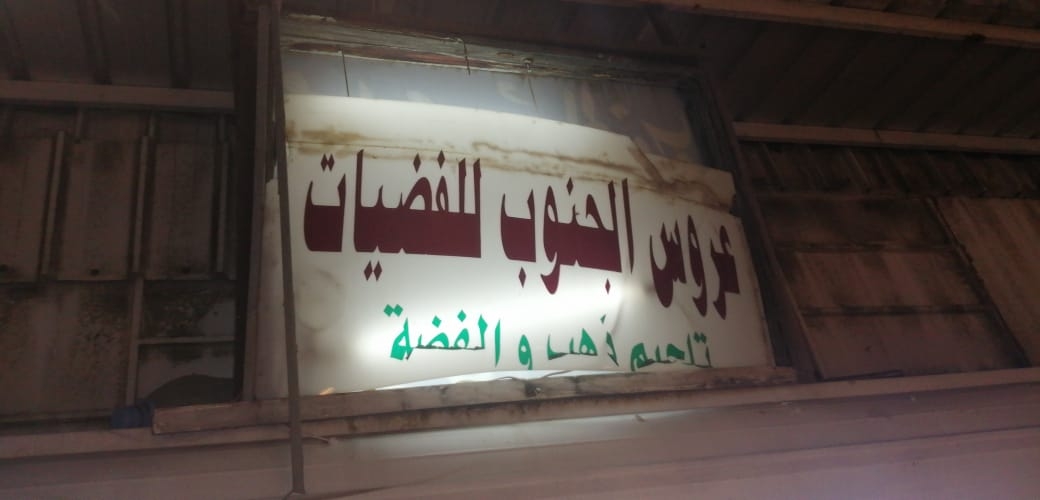 عروس الجنوب للفضيات
تلحيم ذهب و الفضة